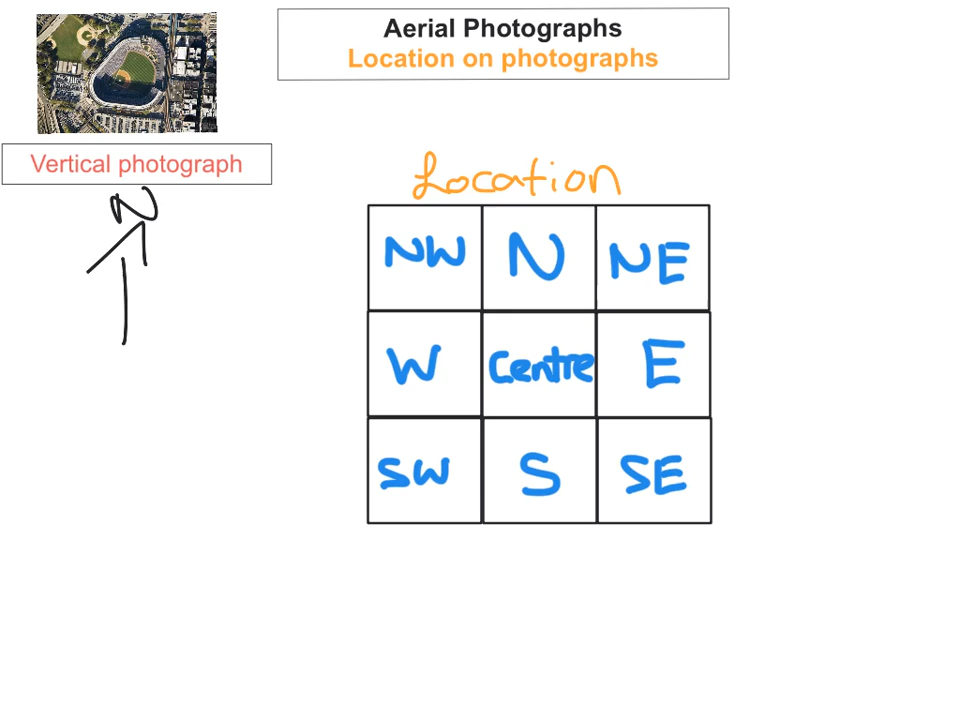 Aerial Photographs
Location on photographs
Vertical photograph
N
Location
NW N NE
W Centre E
SW S SE